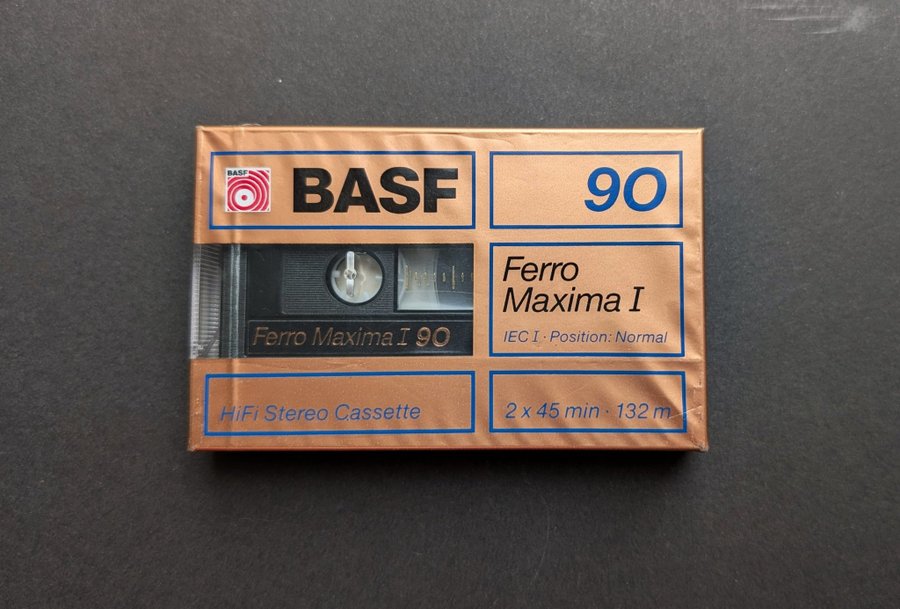 BASF
BASF
90
Ferro
Maxima I
IEC I · Position: Normal
Ferro Maxima I 90
HiFi Stereo Cassette
2 x 45 min · 132 m